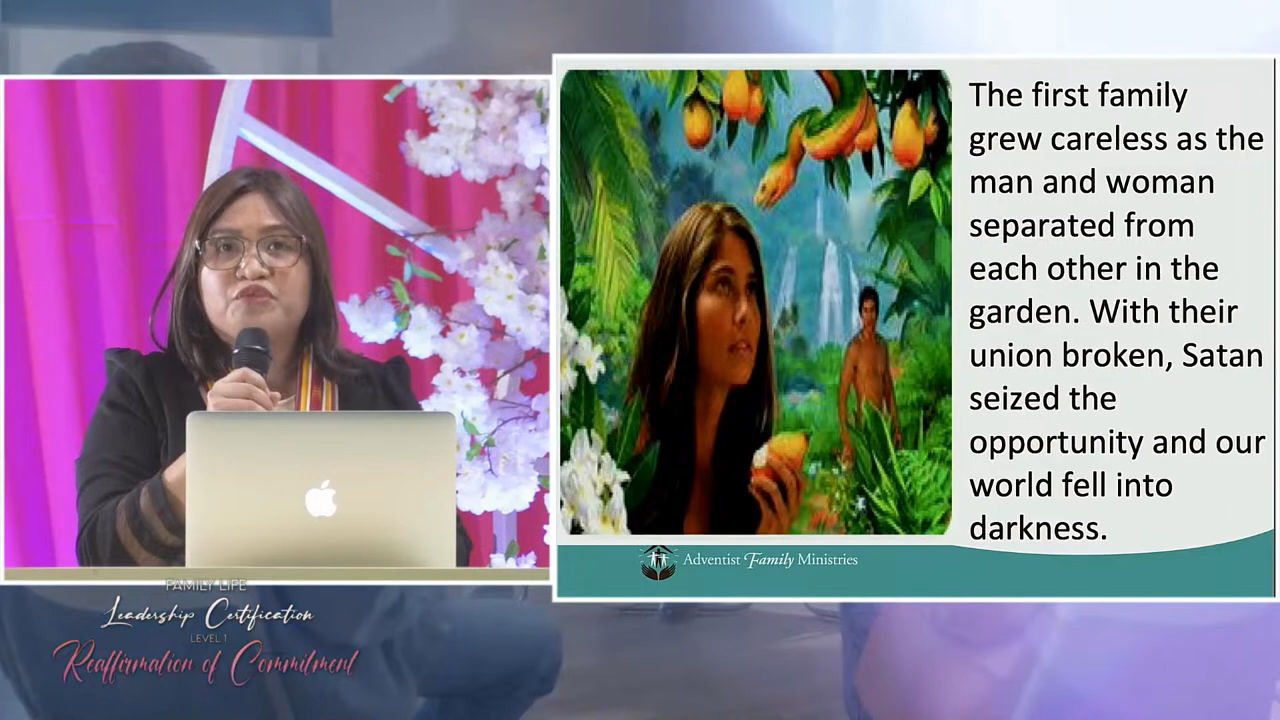 The first family
grew careless as the
man and woman
separated from
each other in the
garden. With their
union broken, Satan
seized the
opportunity and our
world fell into
darkness.
Adventist Family Ministries
FAMILY LIFE
Leadership Certification
LEVEL 1
Reaffirmation of Commitment